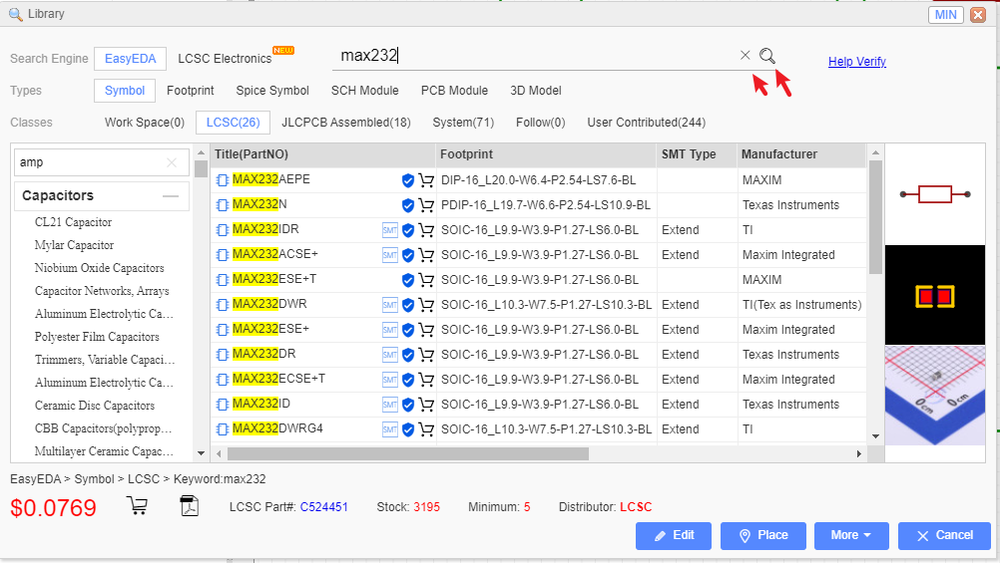 Library MIN
Search Engine EasyEDA LCSC Electronics NEW max232 Help Verify
Types Symbol Footprint Spice Symbol SCH Module PCB Module 3D Model
Classes Work Space(0) LCSC(26) JLCPCB Assembled(18) System(71) Follow(0) User Contributed(244)
amp
Capacitors
CL21 Capacitor
Mylar Capacitor
Niobium Oxide Capacitors
Capacitor Networks, Arrays
Aluminum Electrolytic Ca...
Polyester Film Capacitors
Trimmers, Variable Capaci...
Aluminum Electrolytic Ca...
Ceramic Disc Capacitors
CBB Capacitors(polyprop...
Multilayer Ceramic Capac...
Title(PartNO) Footprint SMT Type Manufacturer
MAX232AEPE DIP-16_L20.0-W6.4-P2.54-LS7.6-BL MAXIM
MAX232N PDIP-16_L19.7-W6.6-P2.54-LS10.9-BL Texas Instruments
MAX232IDR SMT SOIC-16_L9.9-W3.9-P1.27-LS6.0-BL Extend TI
MAX232ACSE+ SMT SOIC-16_L9.9-W3.9-P1.27-LS6.0-BL Extend Maxim Integrated
MAX232ESE+T SOIC-16_L9.9-W3.9-P1.27-LS6.0-BL MAXIM
MAX232DWR SMT SOIC-16_L10.3-W7.5-P1.27-LS10.3-BL Extend TI(Tex as Instruments)
MAX232ESE+ SMT SOIC-16_L9.9-W3.9-P1.27-LS6.0-BL Extend Maxim Integrated
MAX232DR SMT SOIC-16_L9.9-W3.9-P1.27-LS6.0-BL Extend Texas Instruments
MAX232ECSE+T SMT SOIC-16_L9.9-W3.9-P1.27-LS6.0-BL Extend Maxim Integrated
MAX232ID SMT SOIC-16_L9.9-W3.9-P1.27-LS6.0-BL Extend Texas Instruments
MAX232DWRG4 SMT SOIC-16_L10.3-W7.5-P1.27-LS10.3-BL Extend TI
0cm 0cm
EasyEDA > Symbol > LCSC > Keyword:max232
$0.0769 LCSC Part#: C524451 Stock: 3195 Minimum: 5 Distributor: LCSC
Edit Place More Cancel